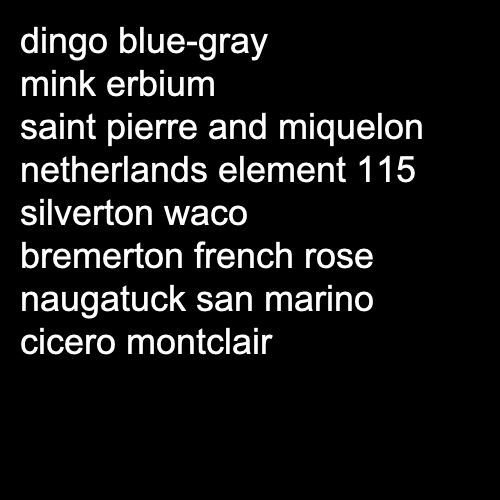 dingo blue-gray
mink erbium
saint pierre and miquelon
netherlands element 115
silverton waco
bremerton french rose
naugatuck san marino
cicero montclair